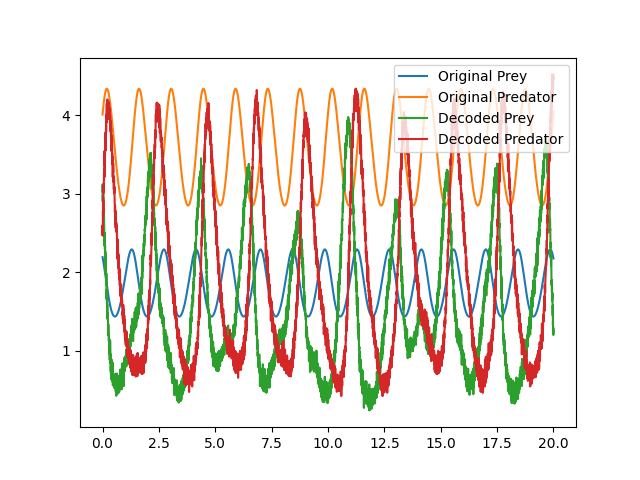 Original Prey
Original Predator
Decoded Prey
Decoded Predator
4
3
2
1
0.0 2.5 5.0 7.5 10.0 12.5 15.0 17.5 20.0